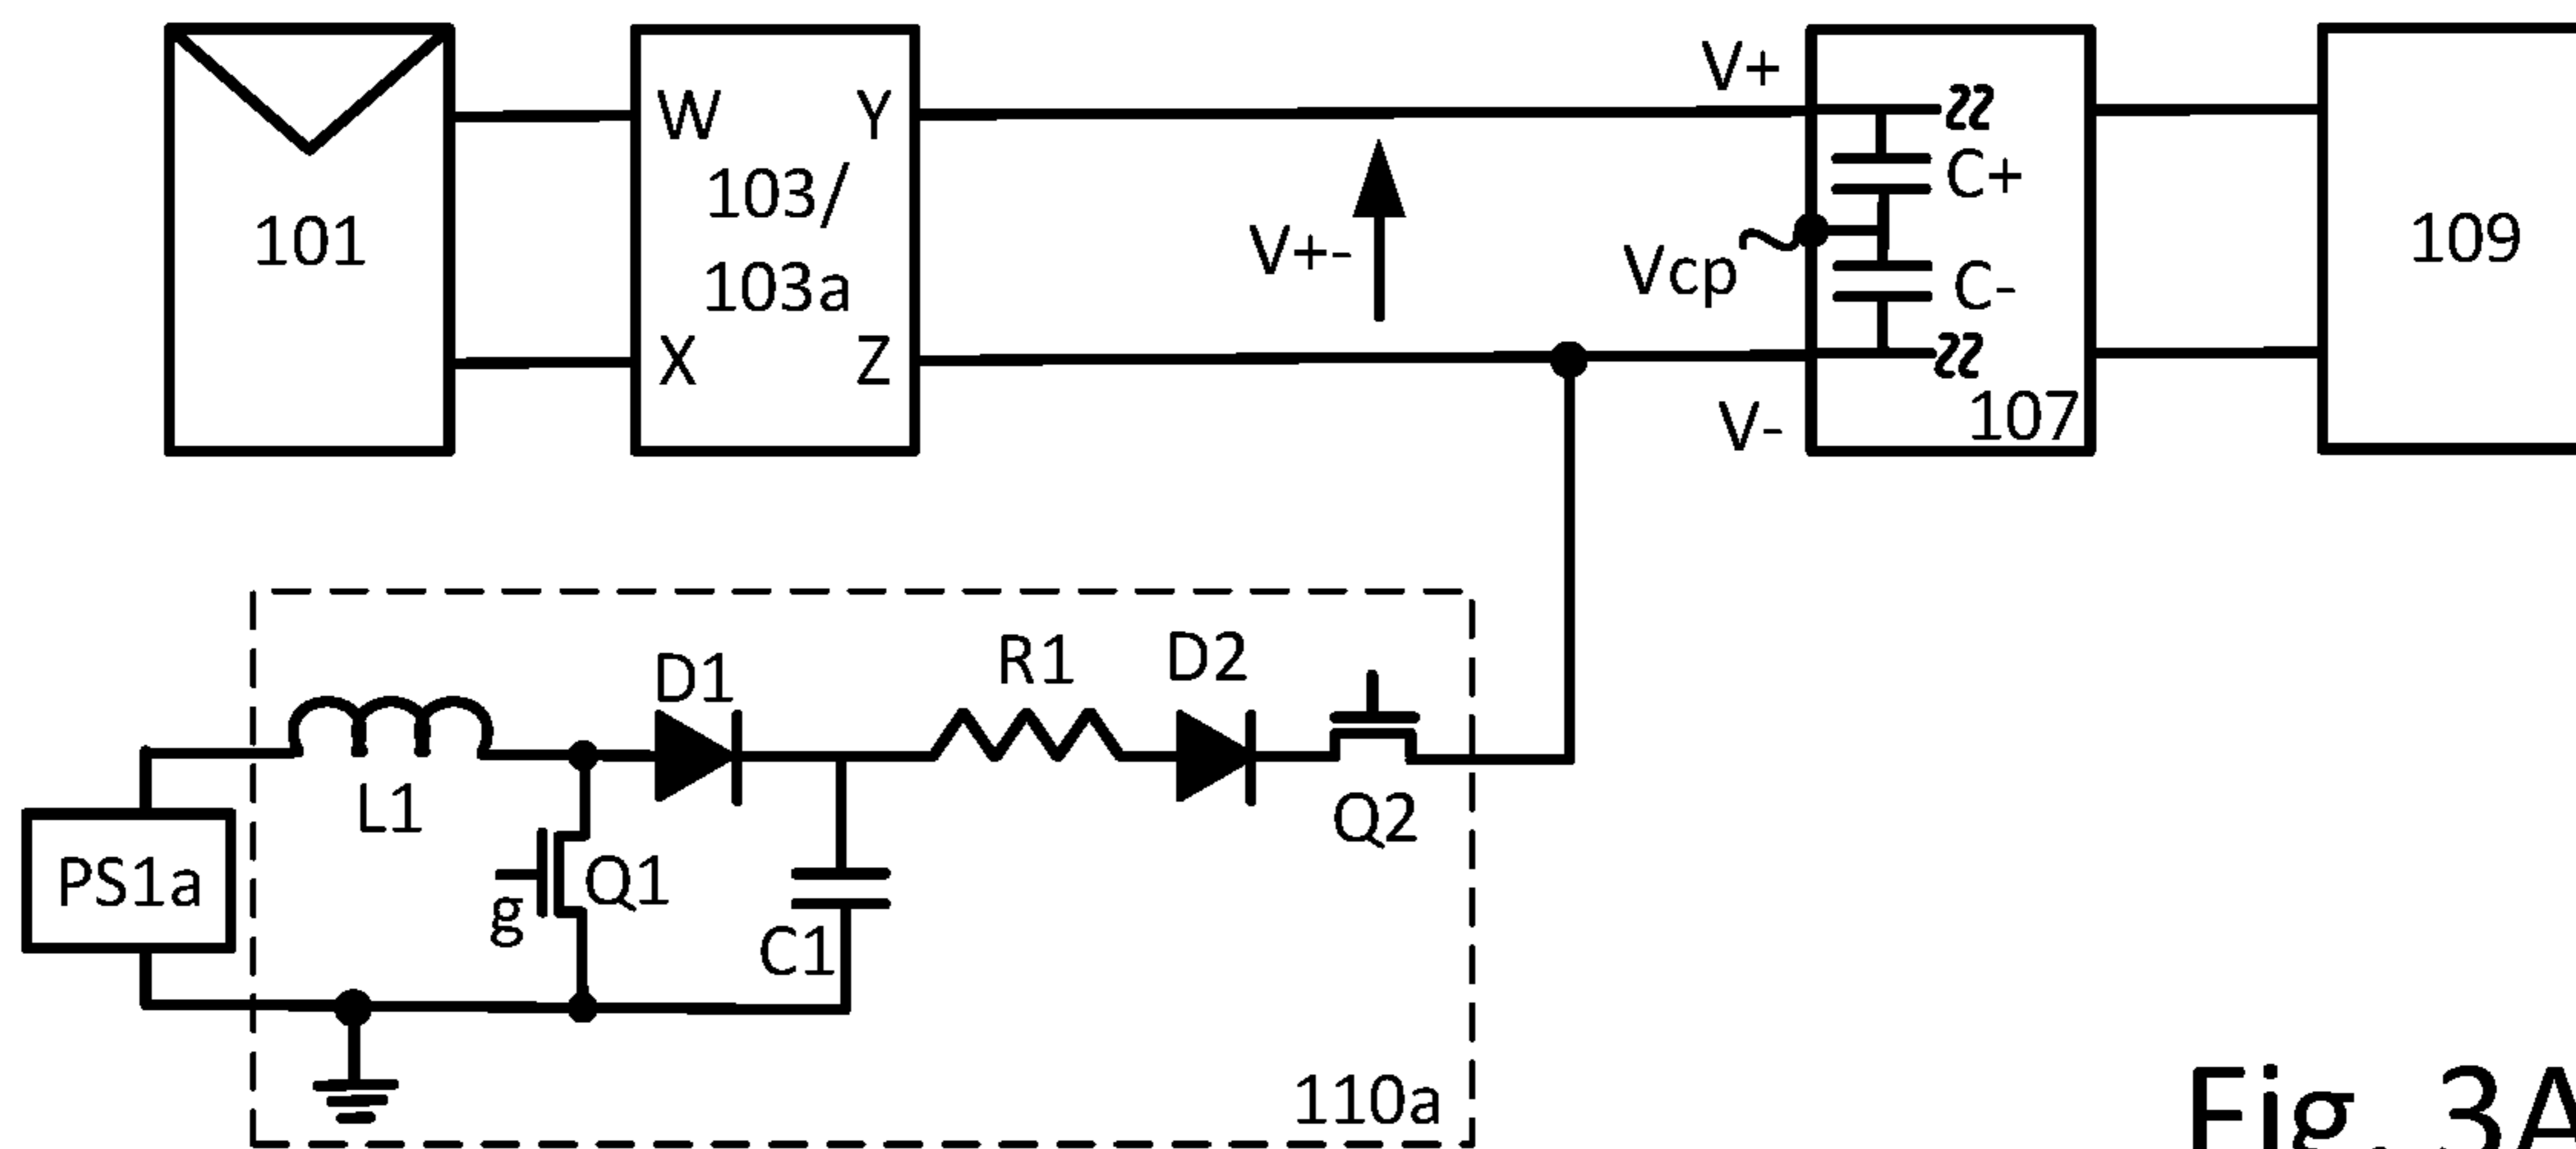 101
W
Y
103/
103a
X
Z
V+
V+-
Vcp
V-
C+
C-
107
109
PS1a
L1
D1
g
Q1
C1
R1
D2
Q2
110a
Fig. 3A